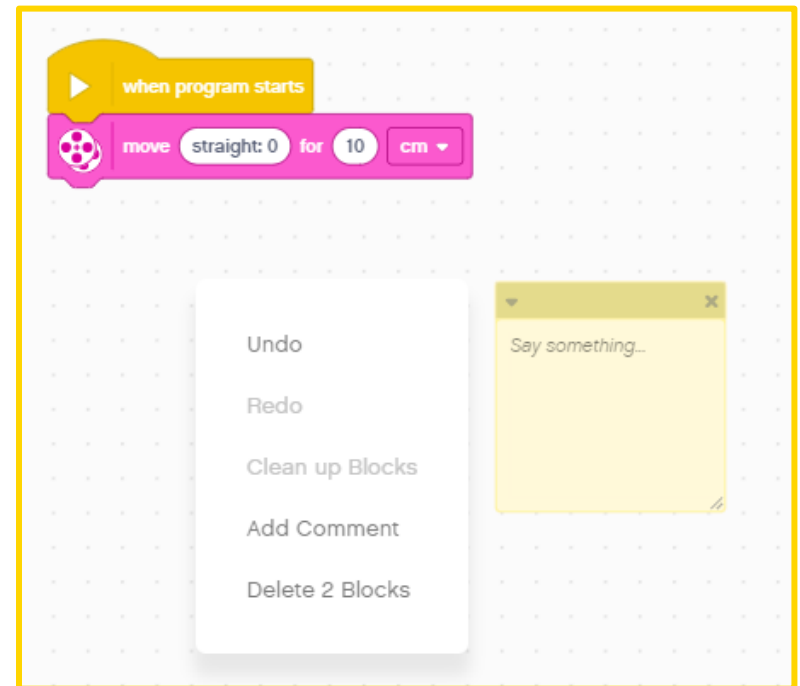 when program starts
move straight: 0 for 10 cm
Undo
Say something...
Redo
Clean up Blocks
Add Comment
Delete 2 Blocks